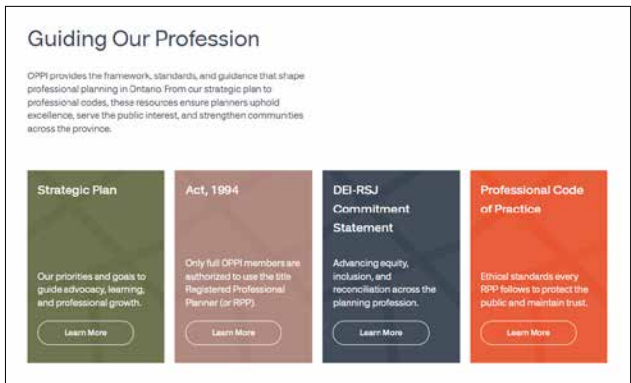 Guiding Our Profession
OPPI provides the framework, standards, and guidance that shape
professional planning in Ontario. From our strategic plan to
professional codes, these resources ensure planners uphold
excellence, serve the public interest, and strengthen communities
across the province.
Strategic Plan
Our priorities and goals to
guide advocacy, learning,
and professional growth.
Learn More
Act, 1994
Only full OPPI members are
authorized to use the title
Registered Professional
Planner (or RPP).
Learn More
DEI-RSJ
Commitment
Statement
Advancing equity,
inclusion, and
reconciliation across the
planning profession.
Learn More
Professional Code
of Practice
Ethical standards every
RPP follows to protect the
public and maintain trust.
Learn More